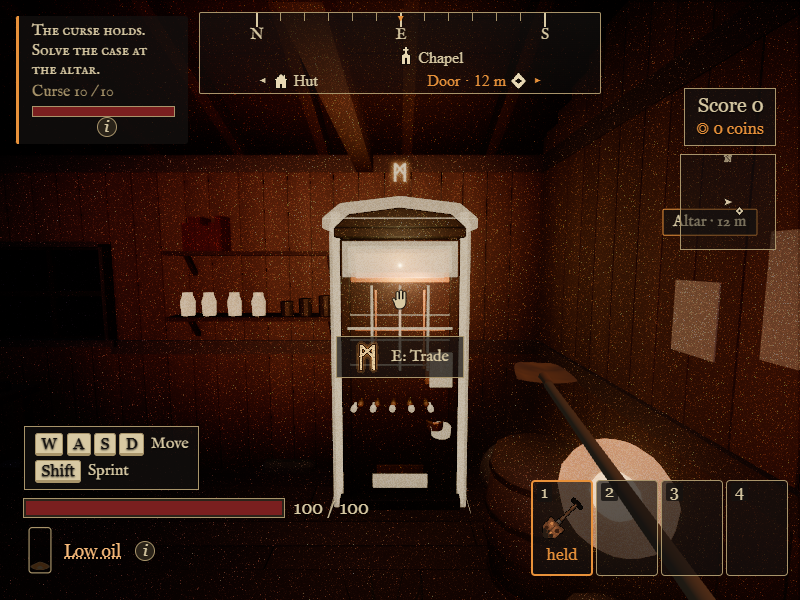 The curse holds.
Solve the case at
the altar.
Curse 10/10
i
N E S
Chapel
Hut
Door · 12 m
Score 0
0 coins
Altar · 12 m
E: Trade
W A S D Move
Shift Sprint
100 / 100
Low oil i
1 2 3 4
held